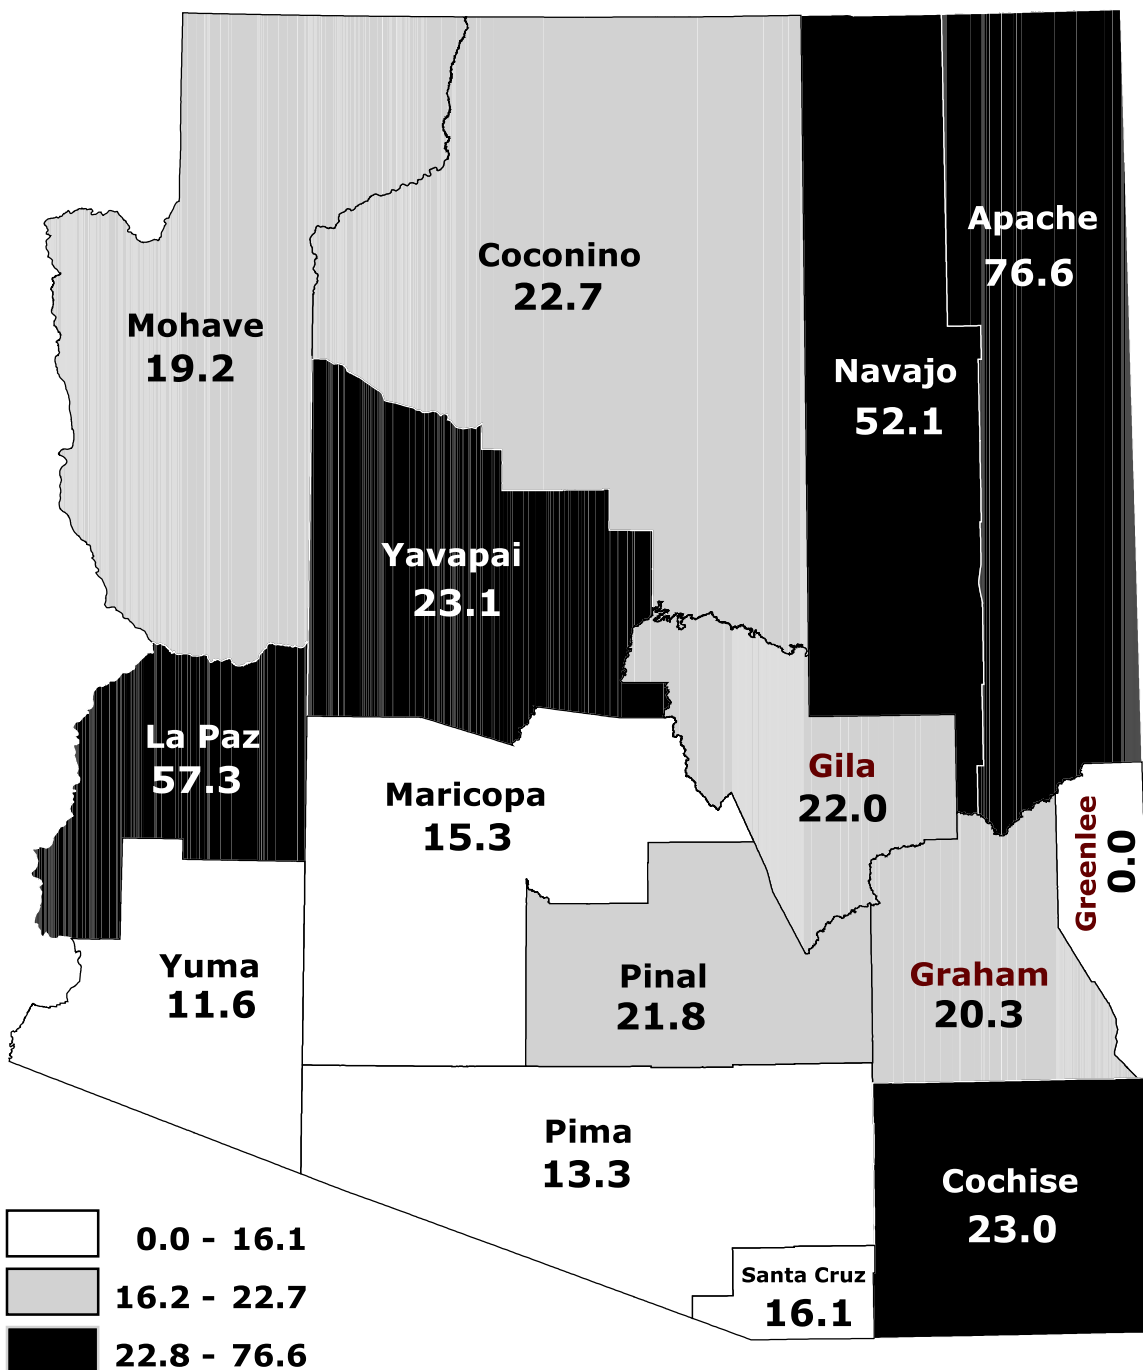 Apache
76.6
Coconino
22.7
Mohave
19.2
Navajo
52.1
Yavapai
23.1
La Paz
57.3
Gila
22.0
Maricopa
15.3
Greenlee
0.0
Yuma
11.6
Pinal
21.8
Graham
20.3
Pima
13.3
Cochise
23.0
Santa Cruz
16.1
0.0 - 16.1
16.2 - 22.7
22.8 - 76.6